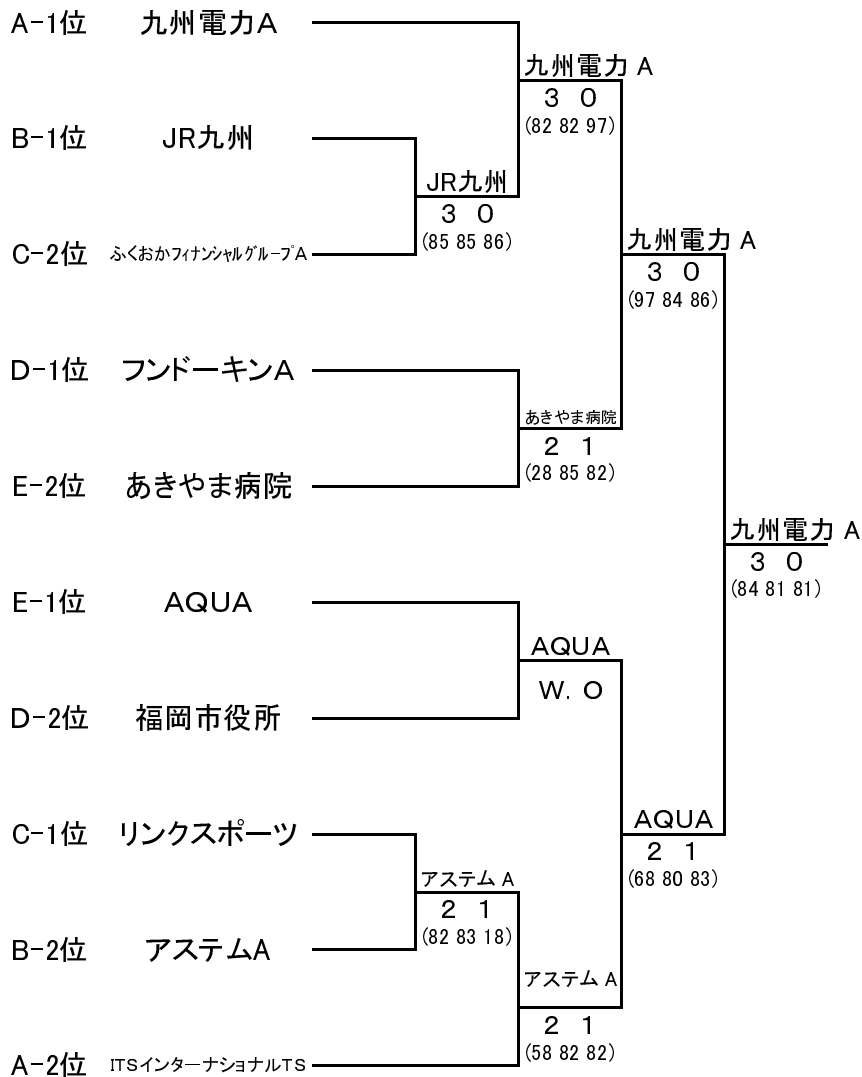 A-1位 九州電力A
九州電力 A
3 0
(82 82 97)
B-1位 JR九州
JR九州
3 0
(85 85 86)
C-2位 ふくおかフィナンシャルグループA
九州電力 A
3 0
(97 84 86)
D-1位 フンドーキンA
あきやま病院
2 1
(28 85 82)
E-2位 あきやま病院
九州電力 A
3 0
(84 81 81)
E-1位 AQUA
AQUA
W.O
D-2位 福岡市役所
C-1位 リンクスポーツ
AQUA
2 1
(68 80 83)
アステム A
2 1
(82 83 18)
B-2位 アステムA
アステム A
2 1
(58 82 82)
A-2位 ITSインターナショナルTS